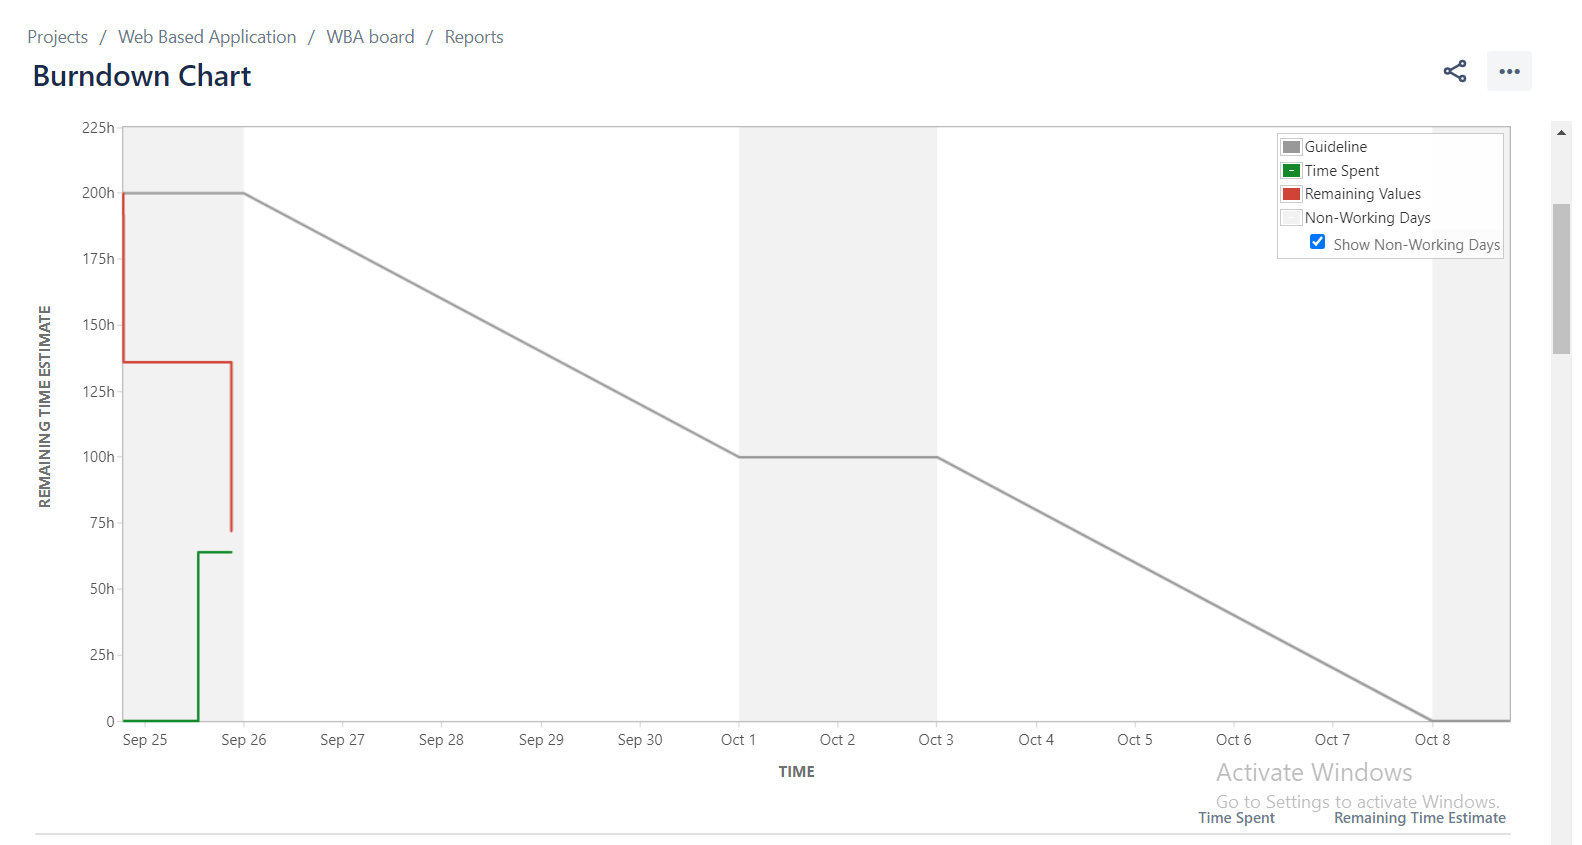 Projects / Web Based Application / WBA board / Reports
Burndown Chart
225h
200h
175h
150h
125h
100h
75h
50h
25h
0
REMAINING TIME ESTIMATE
Guideline
Time Spent
Remaining Values
Non-Working Days
Show Non-Working Days
Sep 25 Sep 26 Sep 27 Sep 28 Sep 29 Sep 30 Oct 1 Oct 2 Oct 3 Oct 4 Oct 5 Oct 6 Oct 7 Oct 8
TIME
Activate Windows
Go to Settings to activate Windows.
Time Spent Remaining Time Estimate